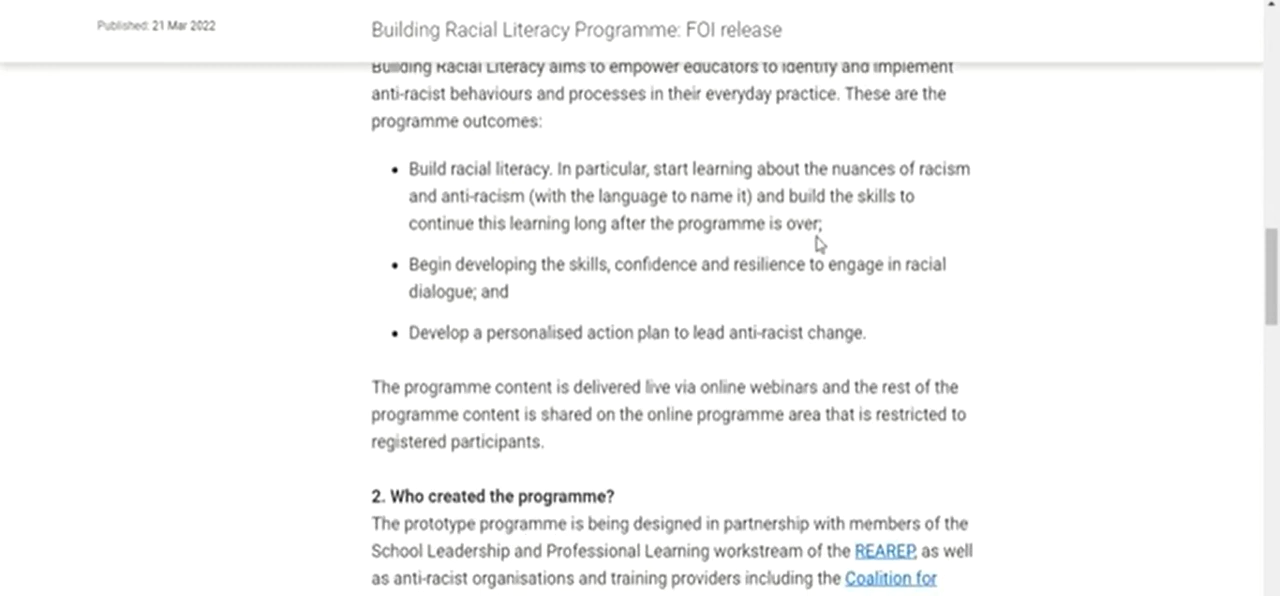 Published: 21 Mar 2022
Building Racial Literacy Programme: FOI release
Building Racial Literacy aims to empower educators to identify and implement
anti-racist behaviours and processes in their everyday practice. These are the
programme outcomes:
• Build racial literacy. In particular, start learning about the nuances of racism
and anti-racism (with the language to name it) and build the skills to
continue this learning long after the programme is over;
• Begin developing the skills, confidence and resilience to engage in racial
dialogue; and
• Develop a personalised action plan to lead anti-racist change.
The programme content is delivered live via online webinars and the rest of the
programme content is shared on the online programme area that is restricted to
registered participants.
2. Who created the programme?
The prototype programme is being designed in partnership with members of the
School Leadership and Professional Learning workstream of the REAREP, as well
as anti-racist organisations and training providers including the Coalition for